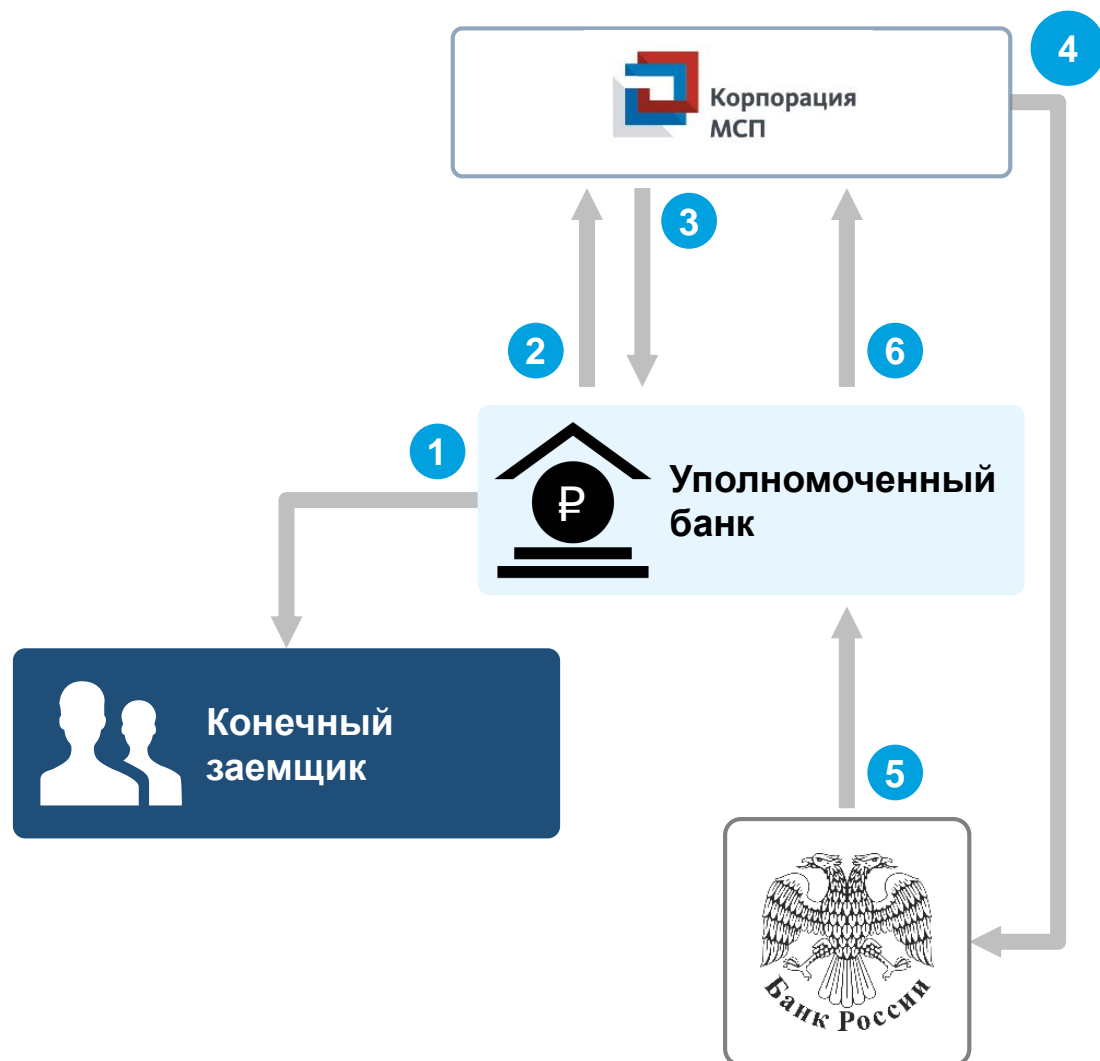 4
Корпорация
МСП
3
2
6
1
Уполномоченный
банк
₽
Конечный
заемщик
5
Банк России